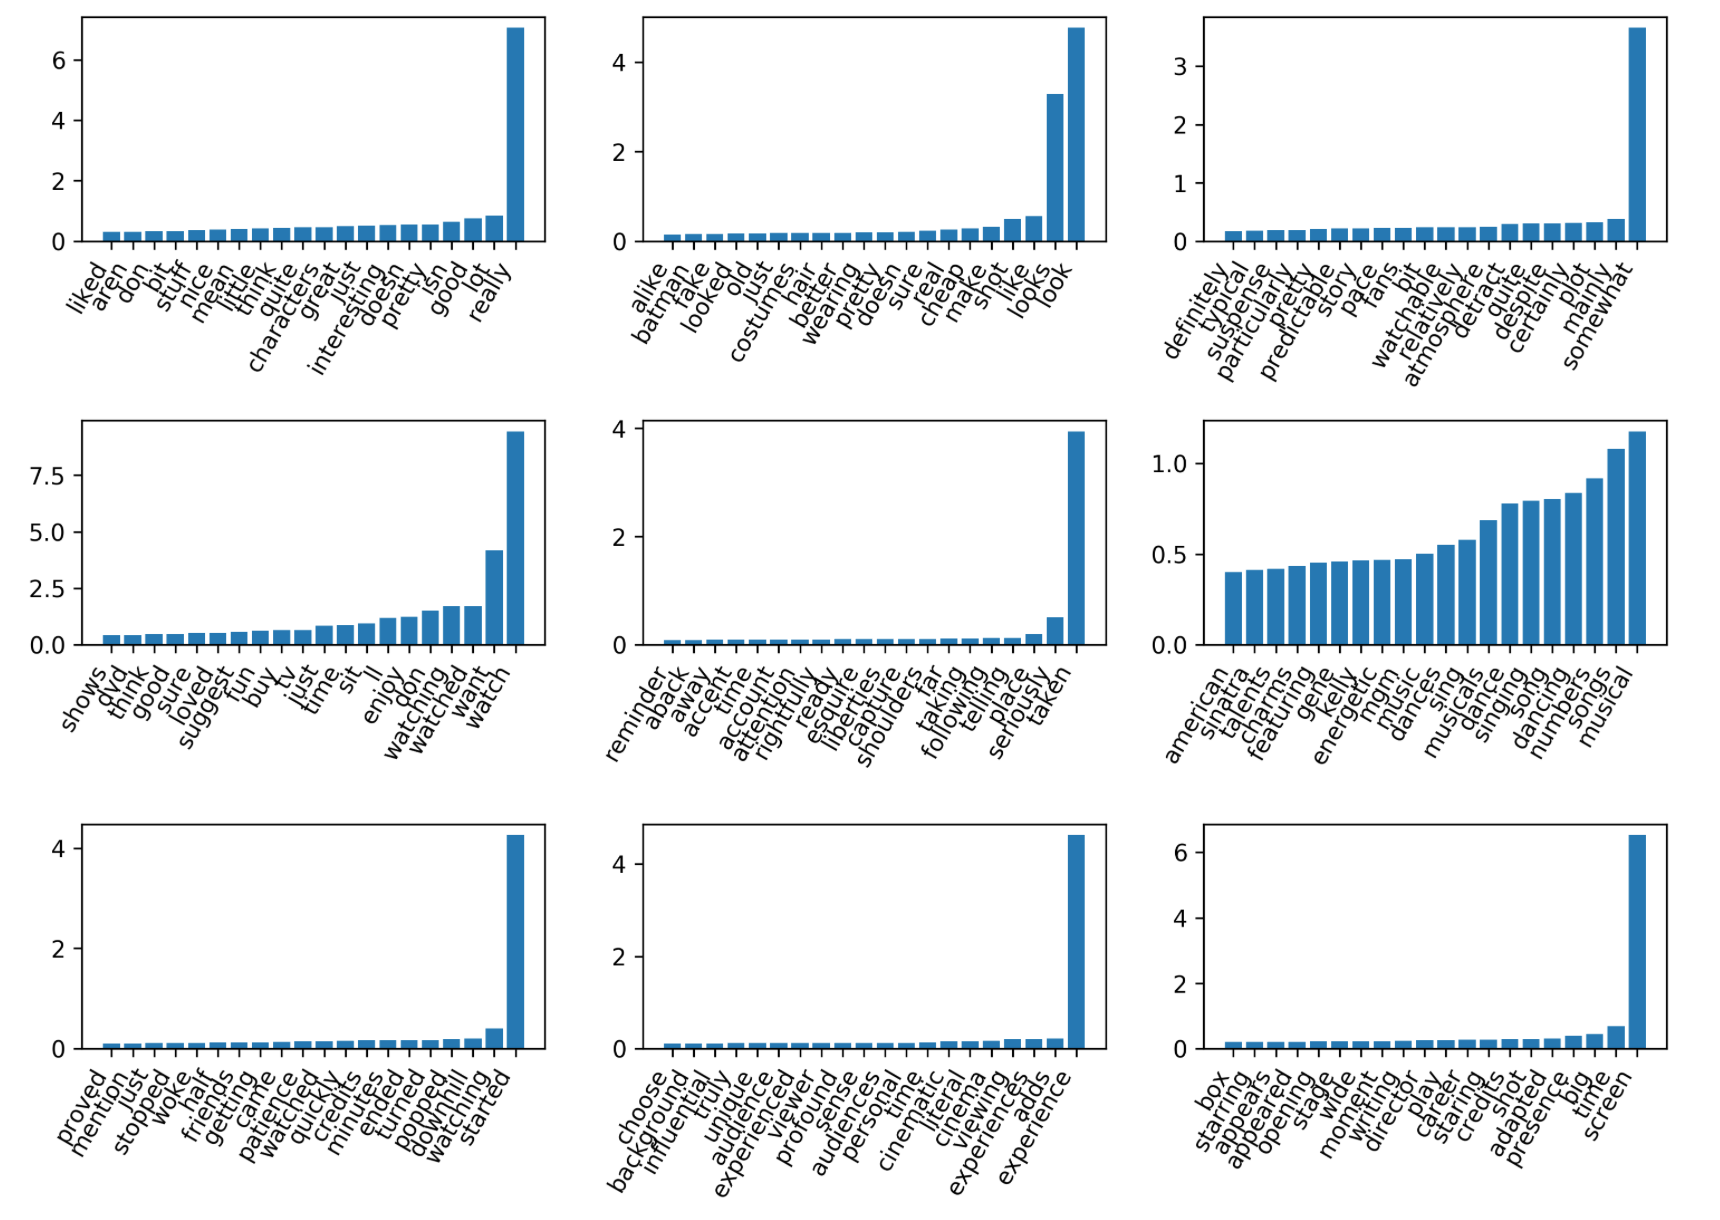 6
4
2
0
liked
aren
don
bit
stuff
nice
mean
little
think
quite
characters
great
just
interesting
doesn
pretty
isn
good
lot
really
4
2
0
alike
batman
fake
looked
old
just
costumes
hair
better
wearing
pretty
doesn
sure
real
cheap
make
shot
like
looks
look
3
2
1
0
definitely
typical
suspense
particularly
pretty
predictable
story
pace
fans
bit
watchable
relatively
atmosphere
detract
quite
despite
certainly
plot
mainly
somewhat
7.5
5.0
2.5
0.0
shows
dvd
think
good
sure
loved
suggest
fun
buy
tv
just
time
sit
ll
enjoy
don
watching
watched
want
watch
4
2
0
reminder
aback
away
accent
time
account
attention
rightfully
ready
esquire
liberties
capture
shoulders
far
taking
following
telling
place
seriously
taken
1.0
0.5
0.0
american
sinatra
talents
charms
featuring
gene
kelly
energetic
mgm
music
dances
sing
musicals
dance
singing
song
dancing
numbers
songs
musical
4
2
0
proved
mention
just
stopped
woke
half
friends
getting
came
patience
watched
quickly
credits
minutes
ended
turned
popped
downhill
watching
started
4
2
0
choose
background
influential
truly
unique
audience
experienced
viewer
profound
sense
audiences
personal
time
cinematic
literal
cinema
viewing
experiences
adds
experience
6
4
2
0
box
starring
appears
appeared
opening
stage
wide
moment
writing
director
play
career
staring
credits
shot
adapted
presence
big
time
screen